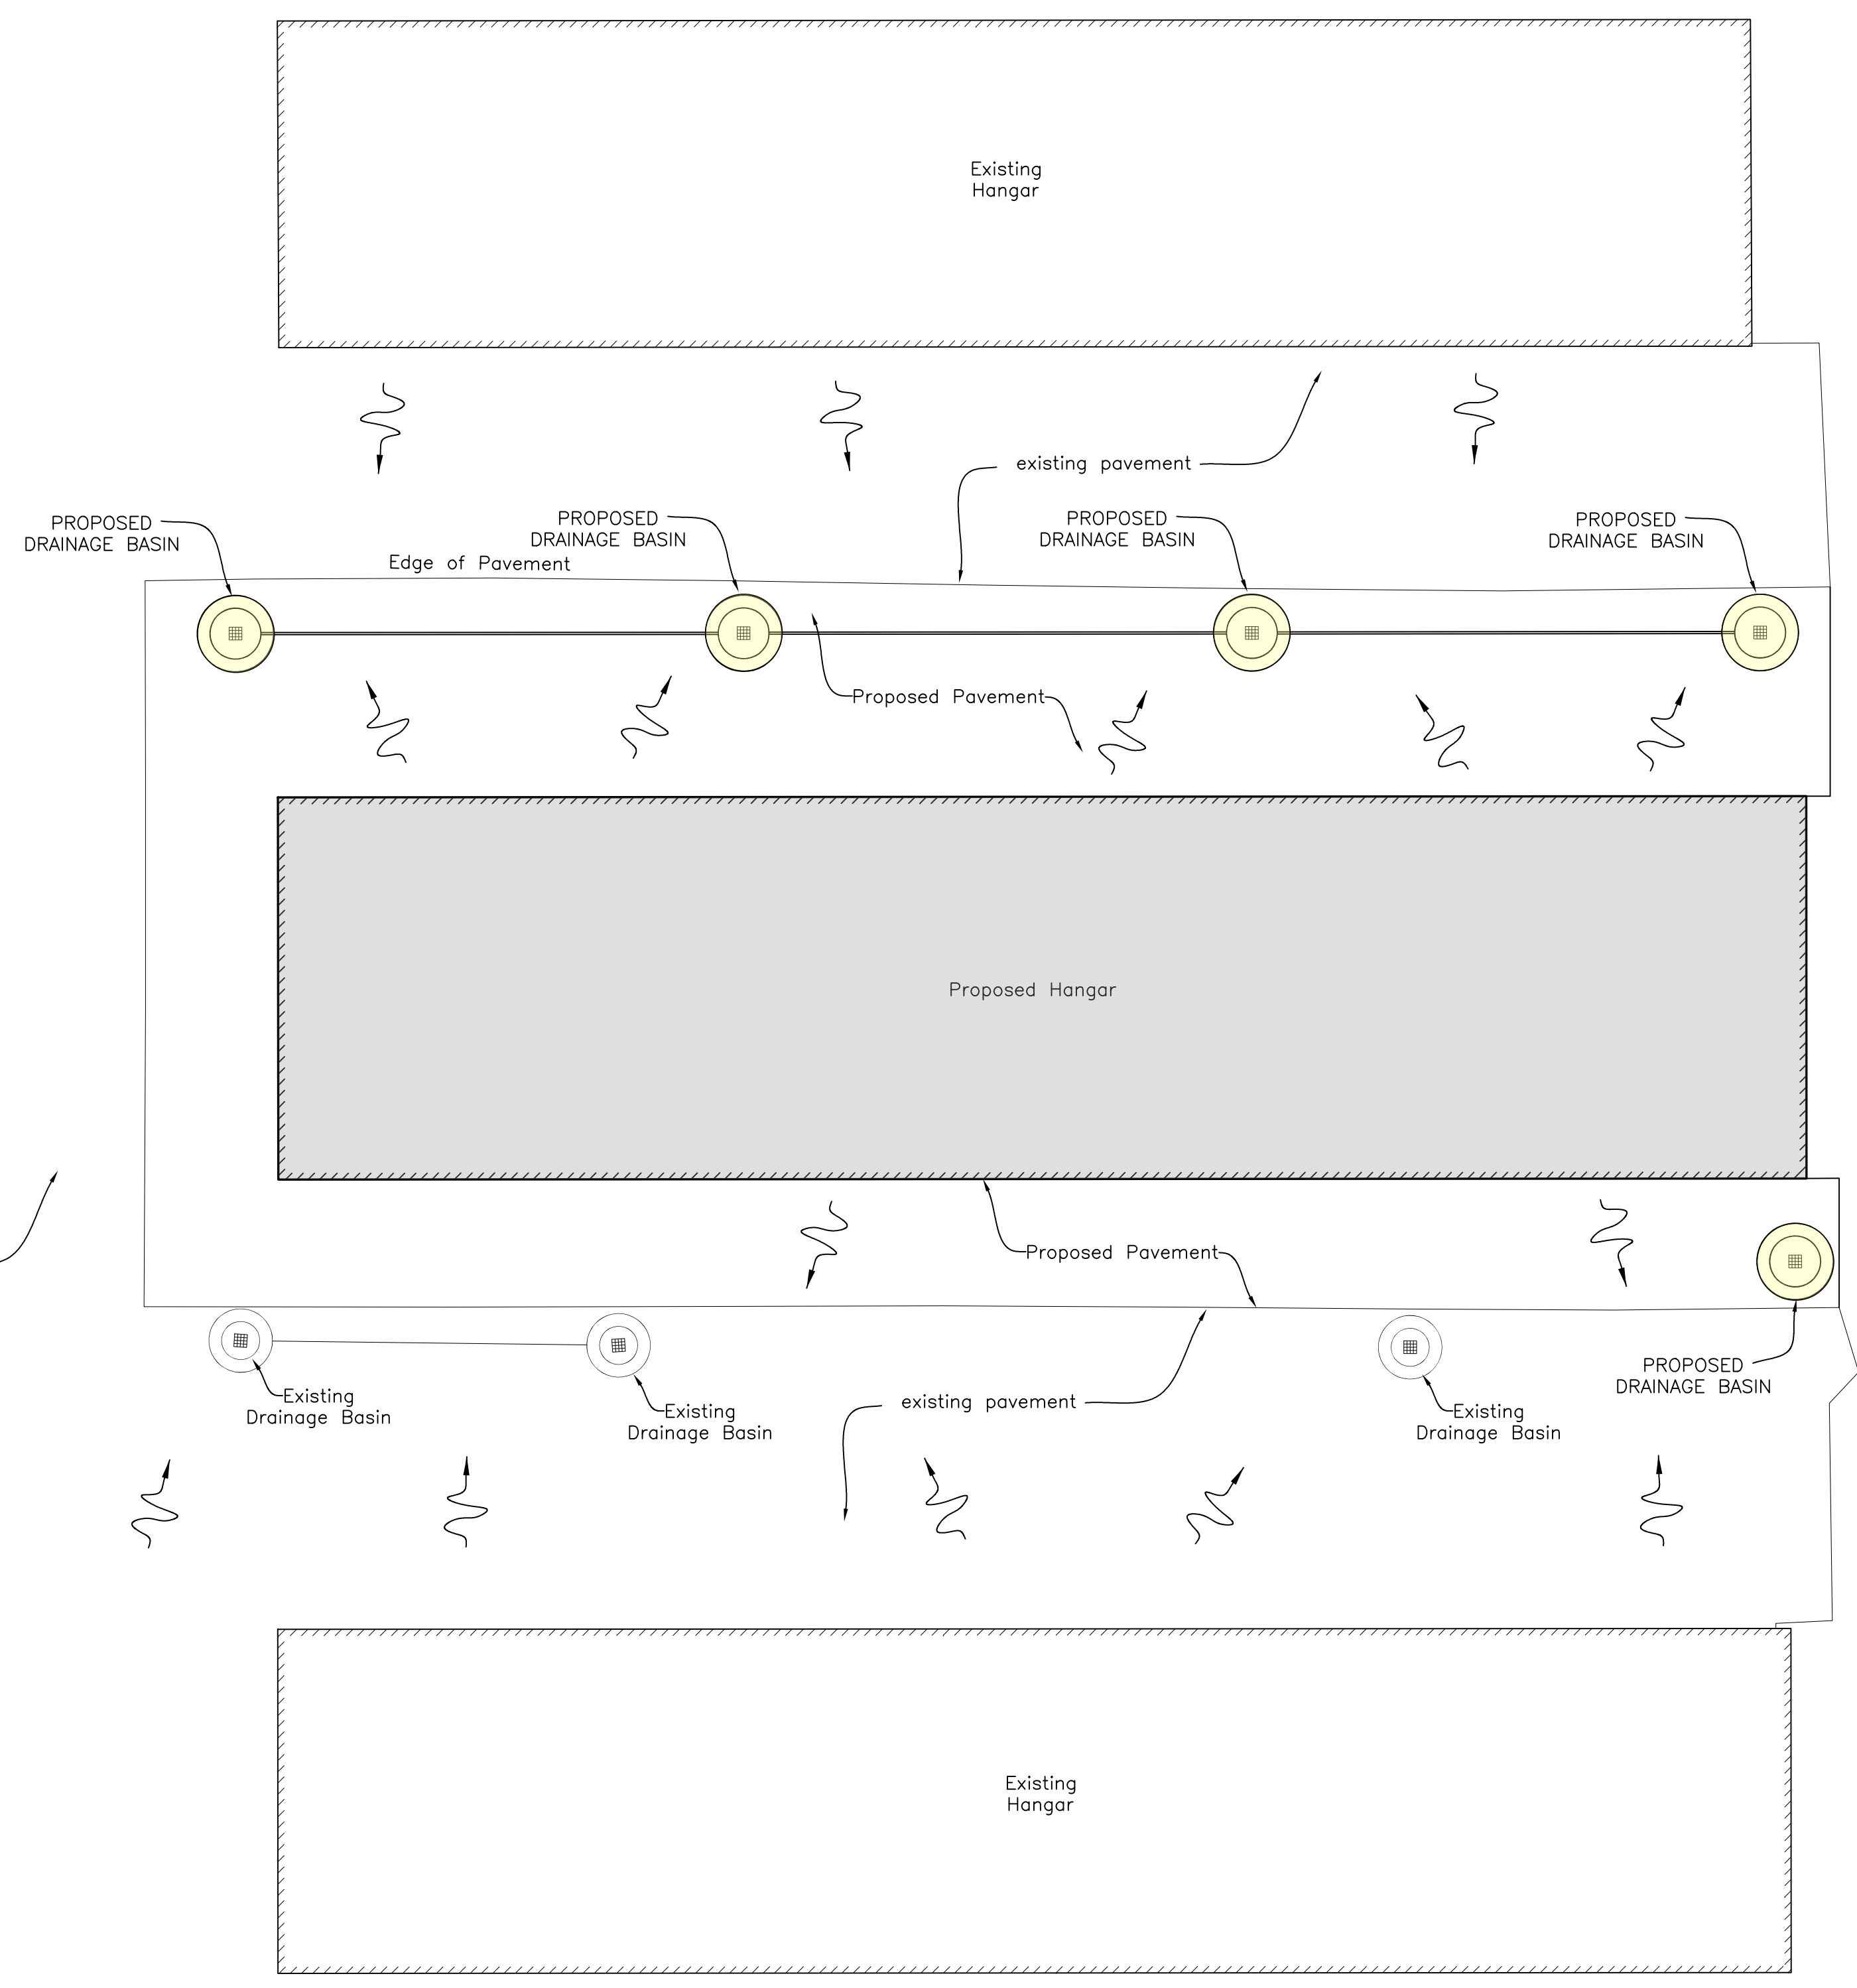 Existing
Hangar
existing pavement
PROPOSED
DRAINAGE BASIN
PROPOSED
DRAINAGE BASIN
PROPOSED
DRAINAGE BASIN
PROPOSED
DRAINAGE BASIN
Edge of Pavement
Proposed Pavement
Proposed Hangar
Proposed Pavement
Existing
Drainage Basin
Existing
Drainage Basin
existing pavement
Existing
Drainage Basin
PROPOSED
DRAINAGE BASIN
Existing
Hangar